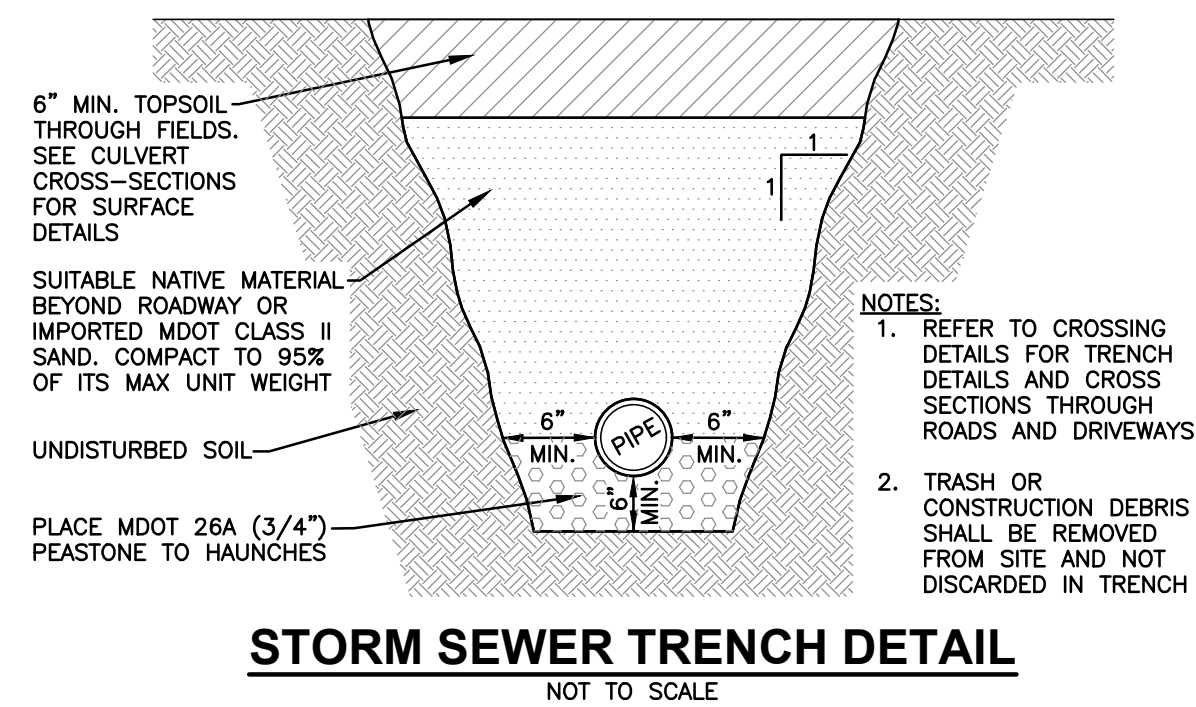 6" MIN. TOPSOIL
THROUGH FIELDS.
SEE CULVERT
CROSS-SECTIONS
FOR SURFACE
DETAILS
SUITABLE NATIVE MATERIAL
BEYOND ROADWAY OR
IMPORTED MDOT CLASS II
SAND. COMPACT TO 95%
OF ITS MAX UNIT WEIGHT
UNDISTURBED SOIL
PLACE MDOT 26A (3/4")
PEASTONE TO HAUNCHES
1
1
6"
MIN.
PIPE
6"
MIN.
6"
MIN.
NOTES:
1. REFER TO CROSSING
DETAILS FOR TRENCH
DETAILS AND CROSS
SECTIONS THROUGH
ROADS AND DRIVEWAYS
2. TRASH OR
CONSTRUCTION DEBRIS
SHALL BE REMOVED
FROM SITE AND NOT
DISCARDED IN TRENCH
STORM SEWER TRENCH DETAIL
NOT TO SCALE